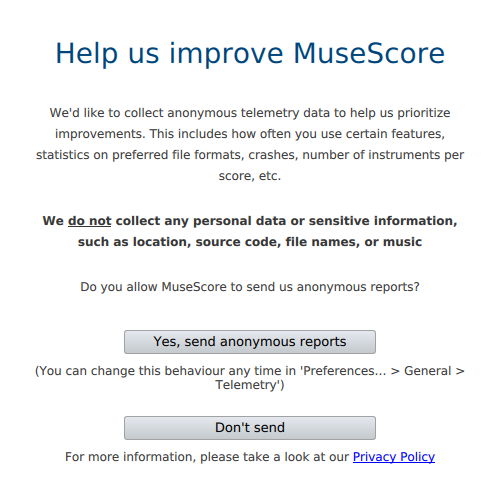 Help us improve MuseScore
We'd like to collect anonymous telemetry data to help us prioritize
improvements. This includes how often you use certain features,
statistics on preferred file formats, crashes, number of instruments per
score, etc.
We do not collect any personal data or sensitive information,
such as location, source code, file names, or music
Do you allow MuseScore to send us anonymous reports?
Yes, send anonymous reports
(You can change this behaviour any time in 'Preferences... > General >
Telemetry')
Don't send
For more information, please take a look at our Privacy Policy